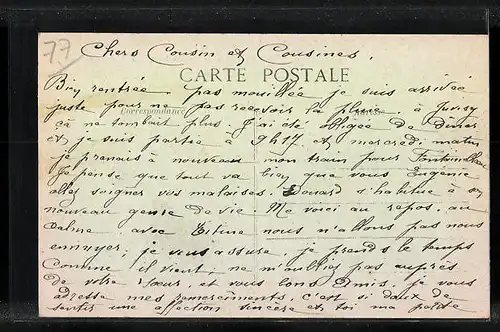 77
Chers Cousin et Cousines.
CARTE POSTALE
Bien rentrée pas mouillée je suis arrivée
Correspondance
juste pour ne pas recevoir la pluie à Juvisy
ça ne tombait plus J'ai été obligée de dîner
et je suis partie à 9h47 et mercredi matin
je prenais à nouveau mon train pour Fontainebleau
Je pense que tout va bien que vous Eugénie
allez soigner vos malaises. Edouard s'habitue à son
nouveau genre de vie. Me voici au repos, au
calme avec Titine nous n'allons pas nous
ennuyer, je vous assure, je prends le temps
comme il vient, ne m'oubliez pas auprès
de votre Sœur, et vous bons Amis, je vous
adresse mes remerciements, c'est si doux de
sentir une affection sincère et toi ma petite